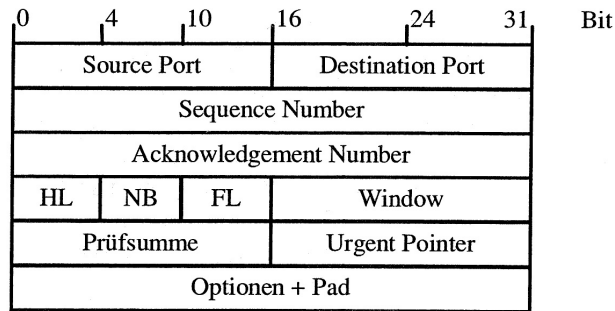 0 4 10 16 24 31 Bit
Source Port Destination Port
Sequence Number
Acknowledgement Number
HL NB FL Window
Prüfsumme Urgent Pointer
Optionen + Pad